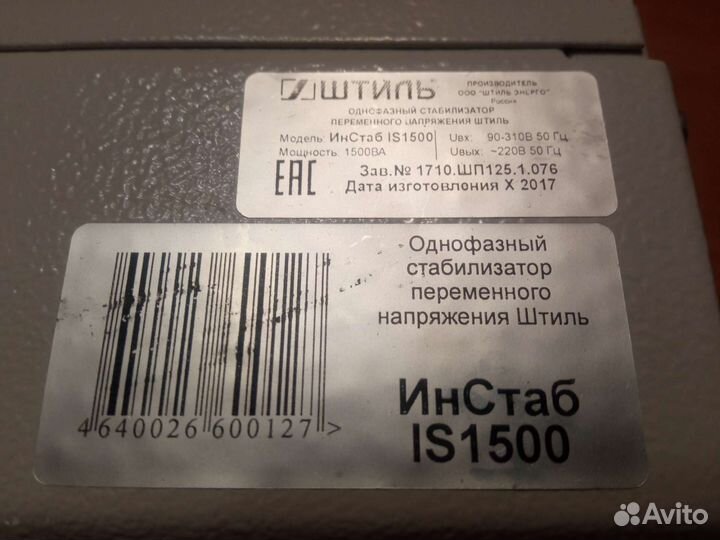 ШТИЛЬ
ПРОИЗВОДИТЕЛЬ
ООО "ШТИЛЬ ЭНЕРГО"
Россия
ОДНОФАЗНЫЙ СТАБИЛИЗАТОР
ПЕРЕМЕННОГО НАПРЯЖЕНИЯ ШТИЛЬ
Модель: ИнСтаб IS1500 Uвх: 90-310В 50 Гц
Мощность: 1500ВА Uвых: ~220В 50 Гц
Зав.№ 1710.ШП125.1.076
Дата изготовления X 2017
ЕАС
Однофазный
стабилизатор
переменного
напряжения Штиль
ИнСтаб
IS1500
4 640026 600127 >
Avito